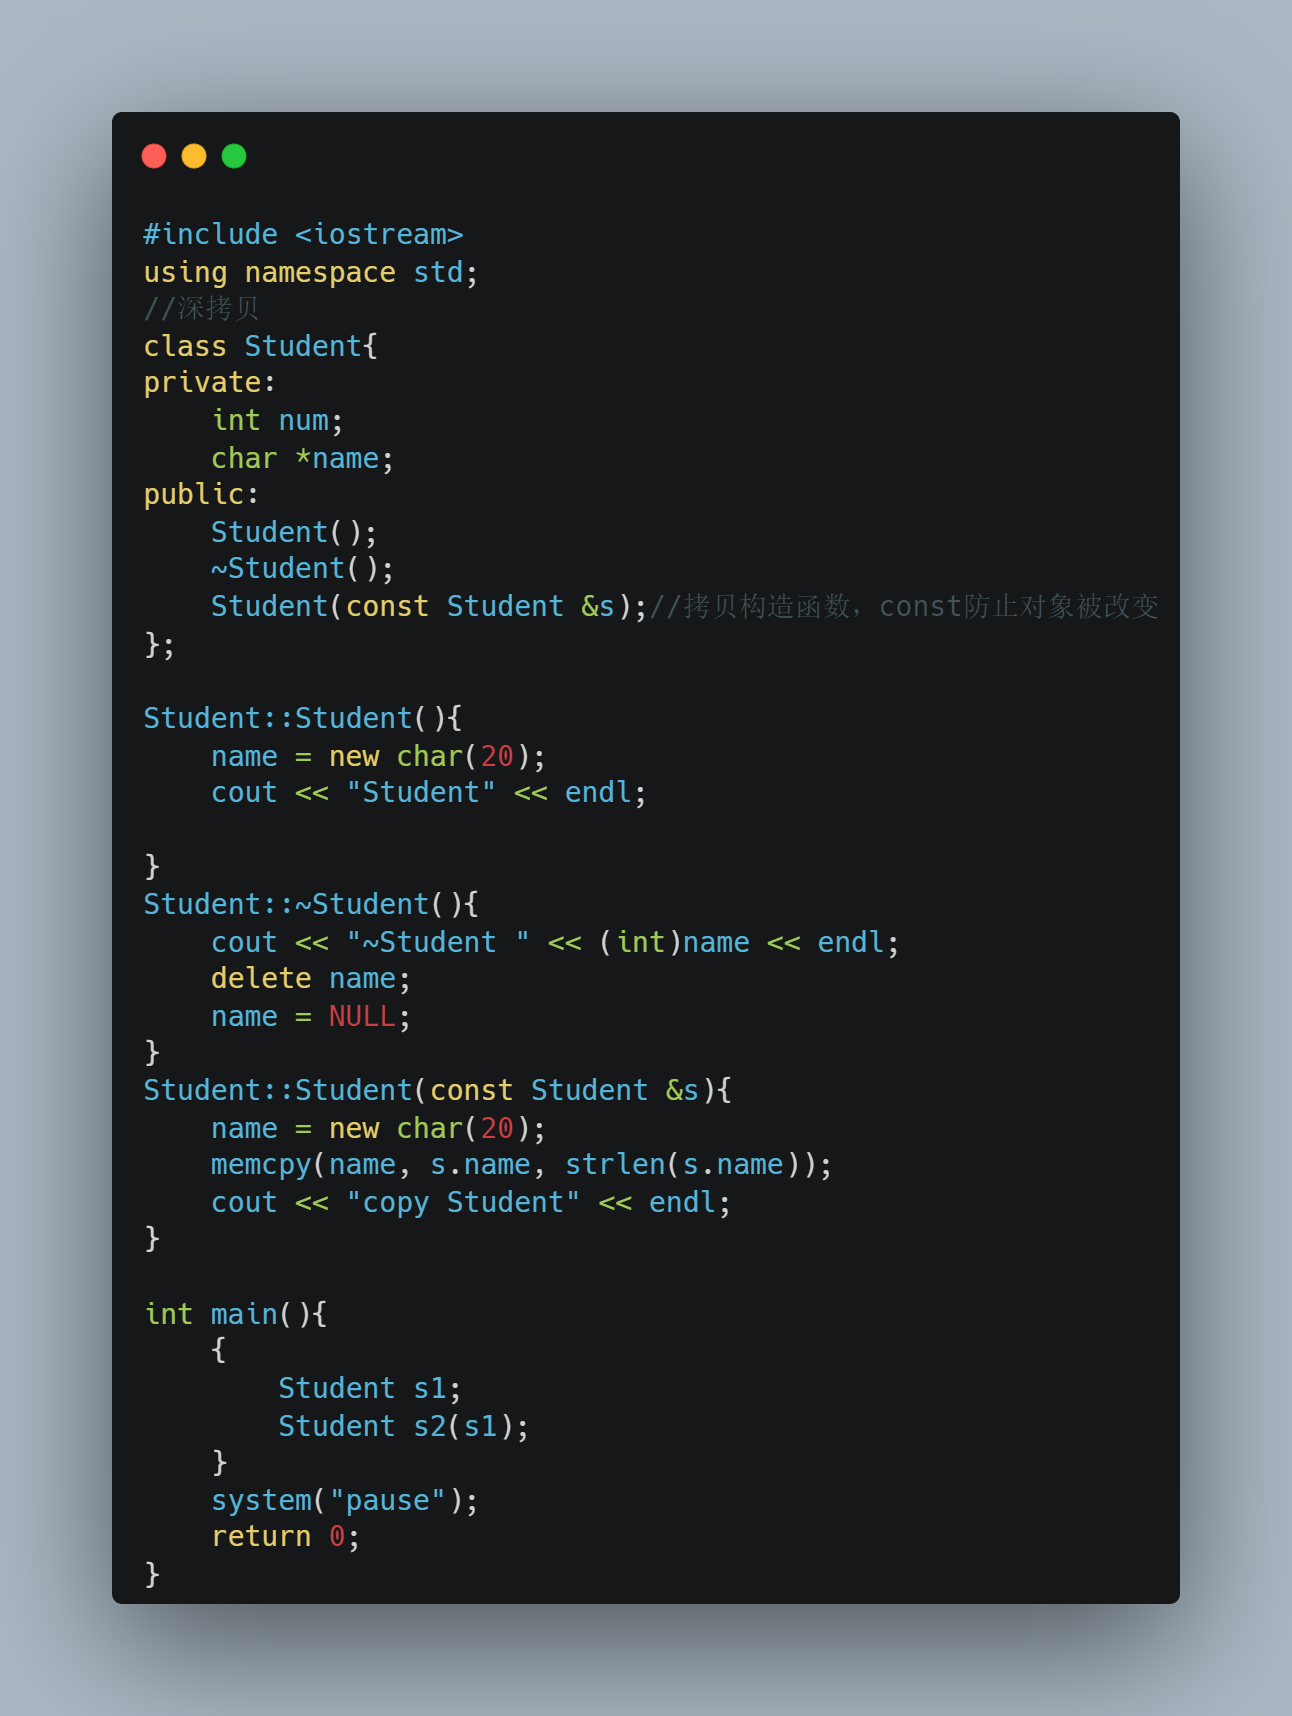 #include <iostream>
using namespace std;
//深拷贝
class Student{
private:
    int num;
    char *name;
public:
    Student();
    ~Student();
    Student(const Student &s);//拷贝构造函数，const防止对象被改变
};

Student::Student(){
    name = new char(20);
    cout << "Student" << endl;

}
Student::~Student(){
    cout << "~Student " << (int)name << endl;
    delete name;
    name = NULL;
}
Student::Student(const Student &s){
    name = new char(20);
    memcpy(name, s.name, strlen(s.name));
    cout << "copy Student" << endl;
}

int main(){
    {
        Student s1;
        Student s2(s1);
    }
    system("pause");
    return 0;
}